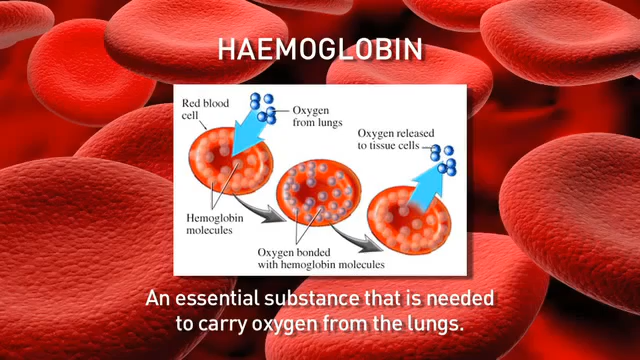 HAEMOGLOBIN
Red blood
cell
Oxygen
from lungs
Oxygen released
to tissue cells
Hemoglobin
molecules
Oxygen bonded
with hemoglobin molecules
An essential substance that is needed
to carry oxygen from the lungs.